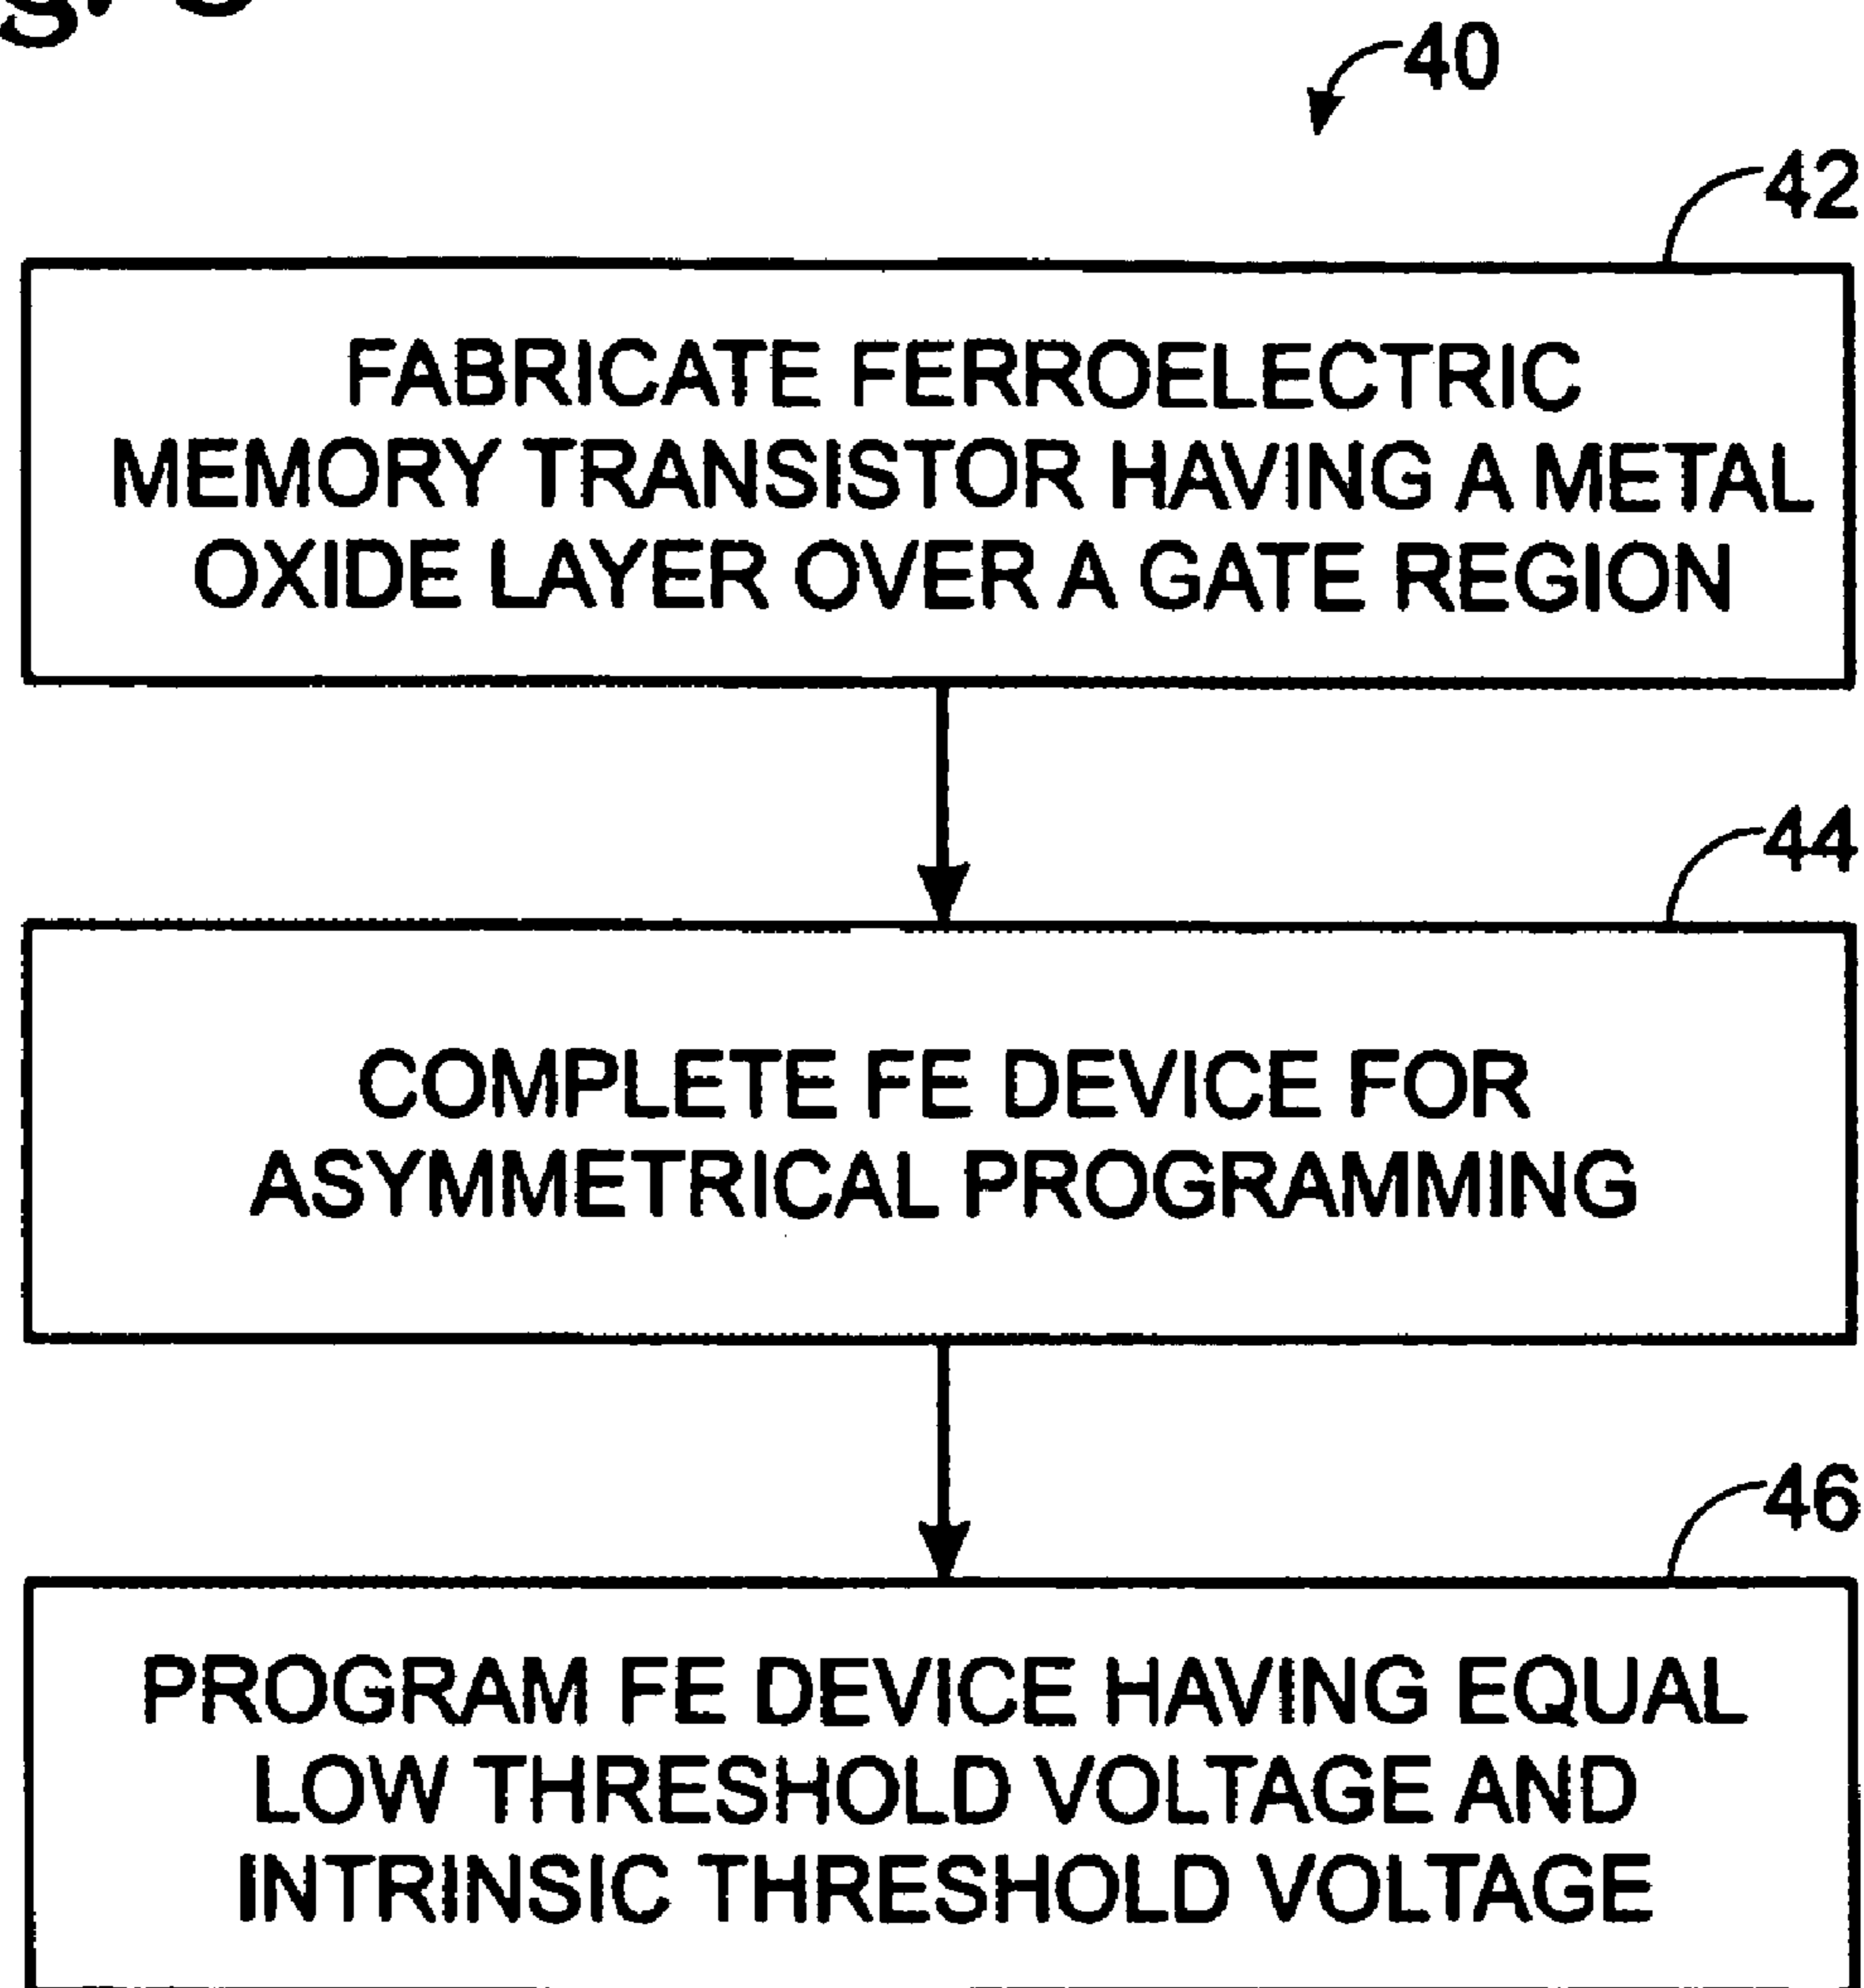 40
42
FABRICATE FERROELECTRIC
MEMORY TRANSISTOR HAVING A METAL
OXIDE LAYER OVER A GATE REGION
44
COMPLETE FE DEVICE FOR
ASYMMETRICAL PROGRAMMING
46
PROGRAM FE DEVICE HAVING EQUAL
LOW THRESHOLD VOLTAGE AND
INTRINSIC THRESHOLD VOLTAGE